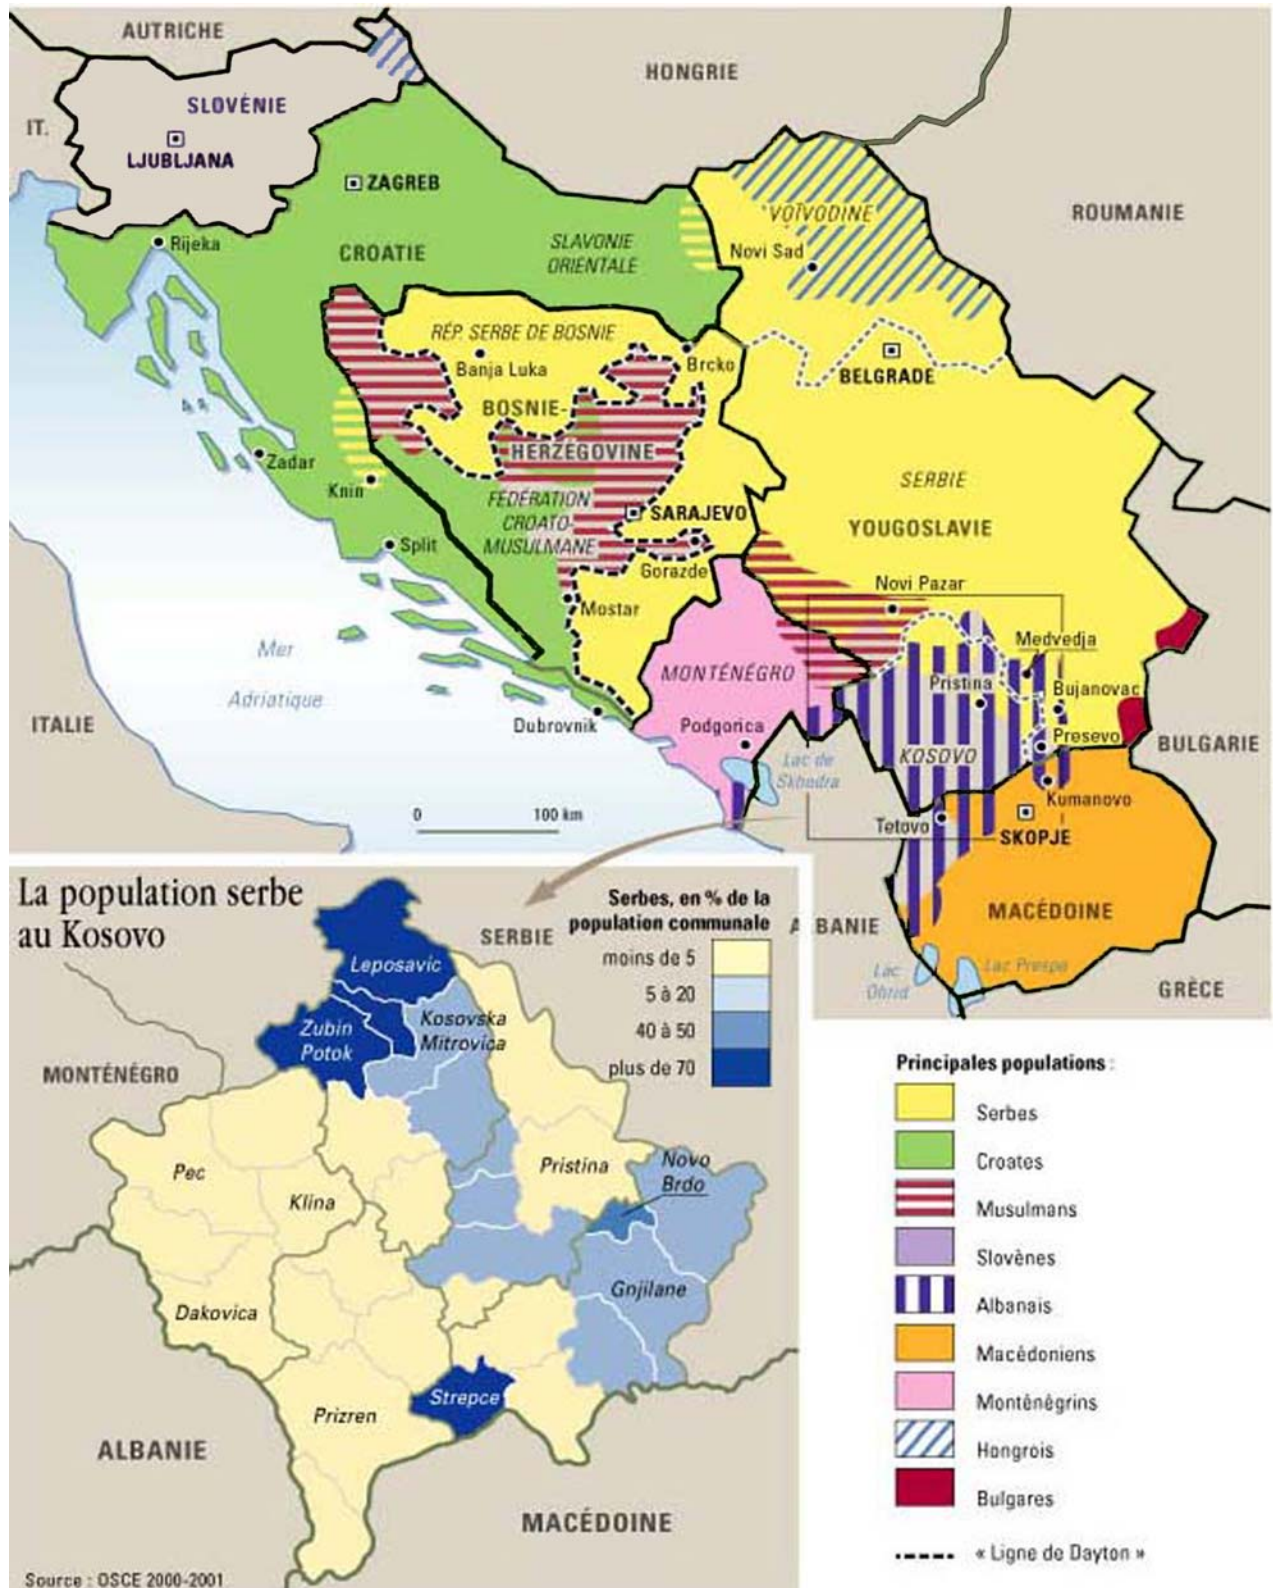 AUTRICHE
HONGRIE
SLOVÉNIE
IT.
LJUBLJANA
ZAGREB
ROUMANIE
VOÏVODINE
Rijeka
CROATIE
SLAVONIE
ORIENTALE
Novi Sad
RÉP. SERBE DE BOSNIE
Banja Luka
Brcko
BELGRADE
BOSNIE-
HERZÉGOVINE
Zadar
Knin
SERBIE
FÉDÉRATION
CROATO-
MUSULMANE
SARAJEVO
YOUGOSLAVIE
Split
Gorazde
Novi Pazar
Mostar
Medvedja
Mer
Adriatique
MONTÉNÉGRO
Pristina
Bujanovac
ITALIE
Dubrovnik
Podgorica
Presevo
BULGARIE
KOSOVO
Lac de
Skhodra
Kumanovo
0 100 km
Tetovo
SKOPJE
MACÉDOINE
ALBANIE
Lac
Ohrid
Lac Prespa
GRÈCE
La population serbe
au Kosovo
Serbes, en % de la
population communale
moins de 5
5 à 20
40 à 50
plus de 70
SERBIE
Leposavic
Zubin
Potok
Kosovska
Mitrovica
MONTÉNÉGRO
Pec
Klina
Pristina
Novo
Brdo
Dakovica
Gnjilane
Prizren
Strepce
ALBANIE
MACÉDOINE
Source : OSCE 2000-2001
Principales populations :
Serbes
Croates
Musulmans
Slovènes
Albanais
Macédoniens
Monténégrins
Hongrois
Bulgares
« Ligne de Dayton »